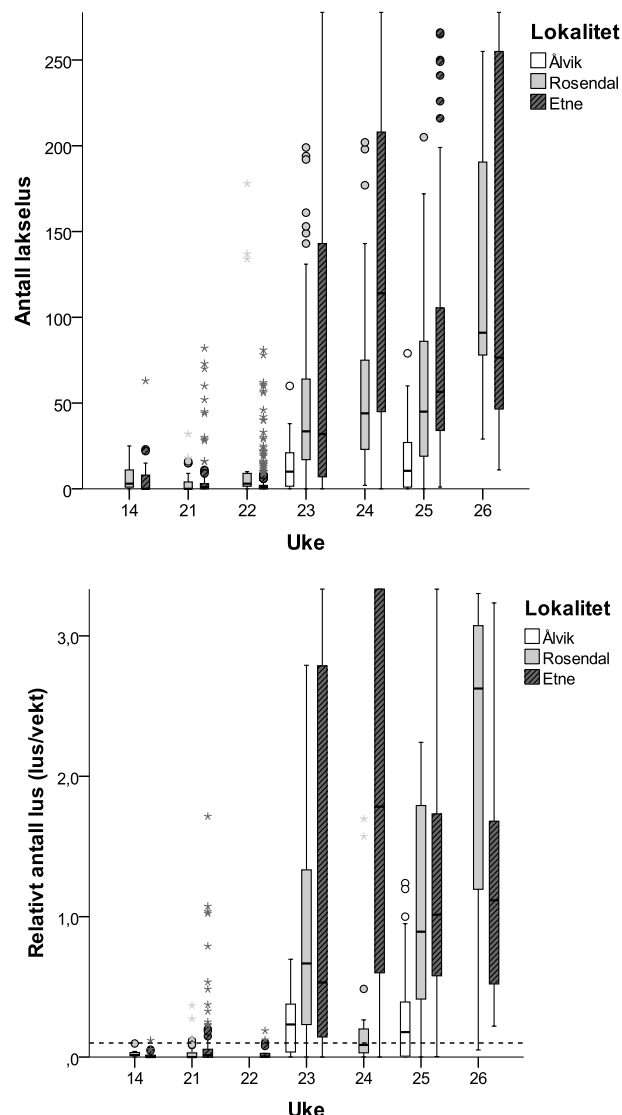 Antall lakselus
250
200
150
100
50
0
14 21 22 23 24 25 26
Uke
Lokalitet
Ålvik
Rosendal
Etne
Relativt antall lus (lus/vekt)
3,0
2,0
1,0
,0
14 21 22 23 24 25 26
Uke
Lokalitet
Ålvik
Rosendal
Etne